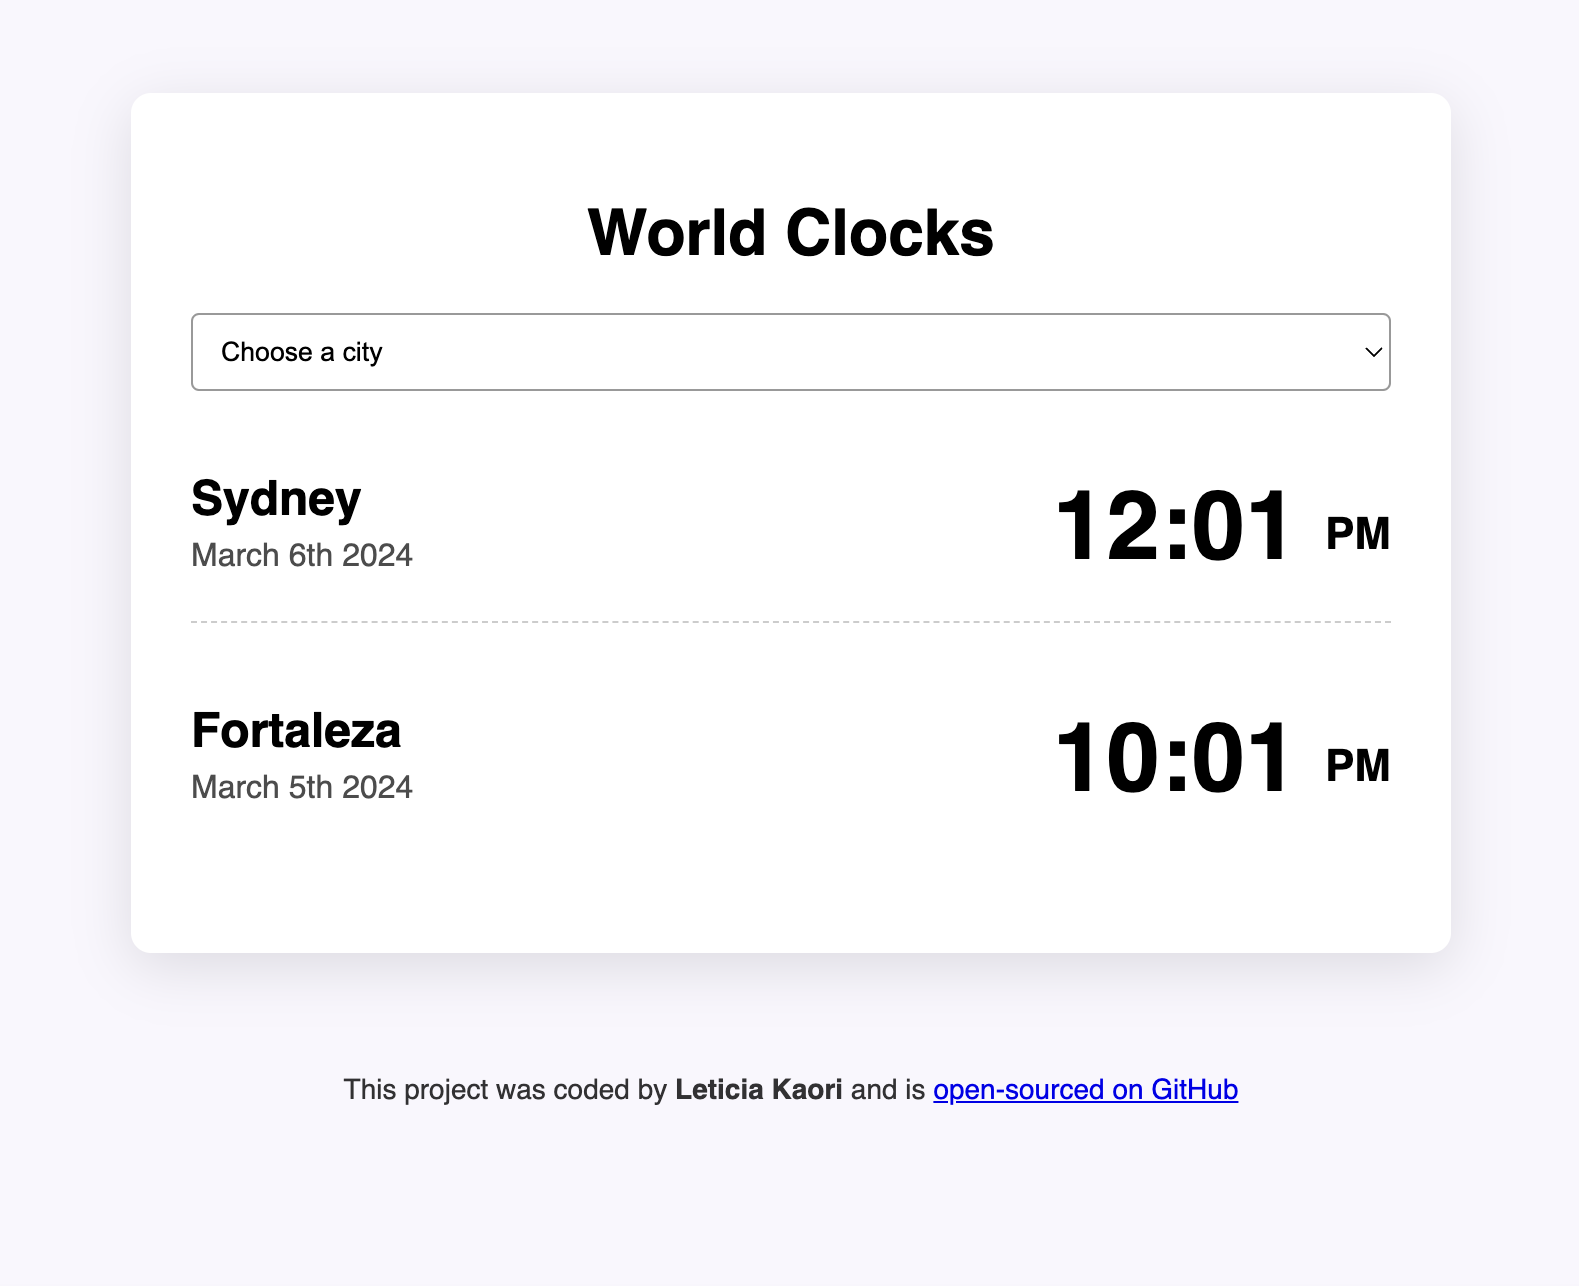 World Clocks
Choose a city
Sydney
March 6th 2024
12:01 PM
Fortaleza
March 5th 2024
10:01 PM
This project was coded by Leticia Kaori and is open-sourced on GitHub